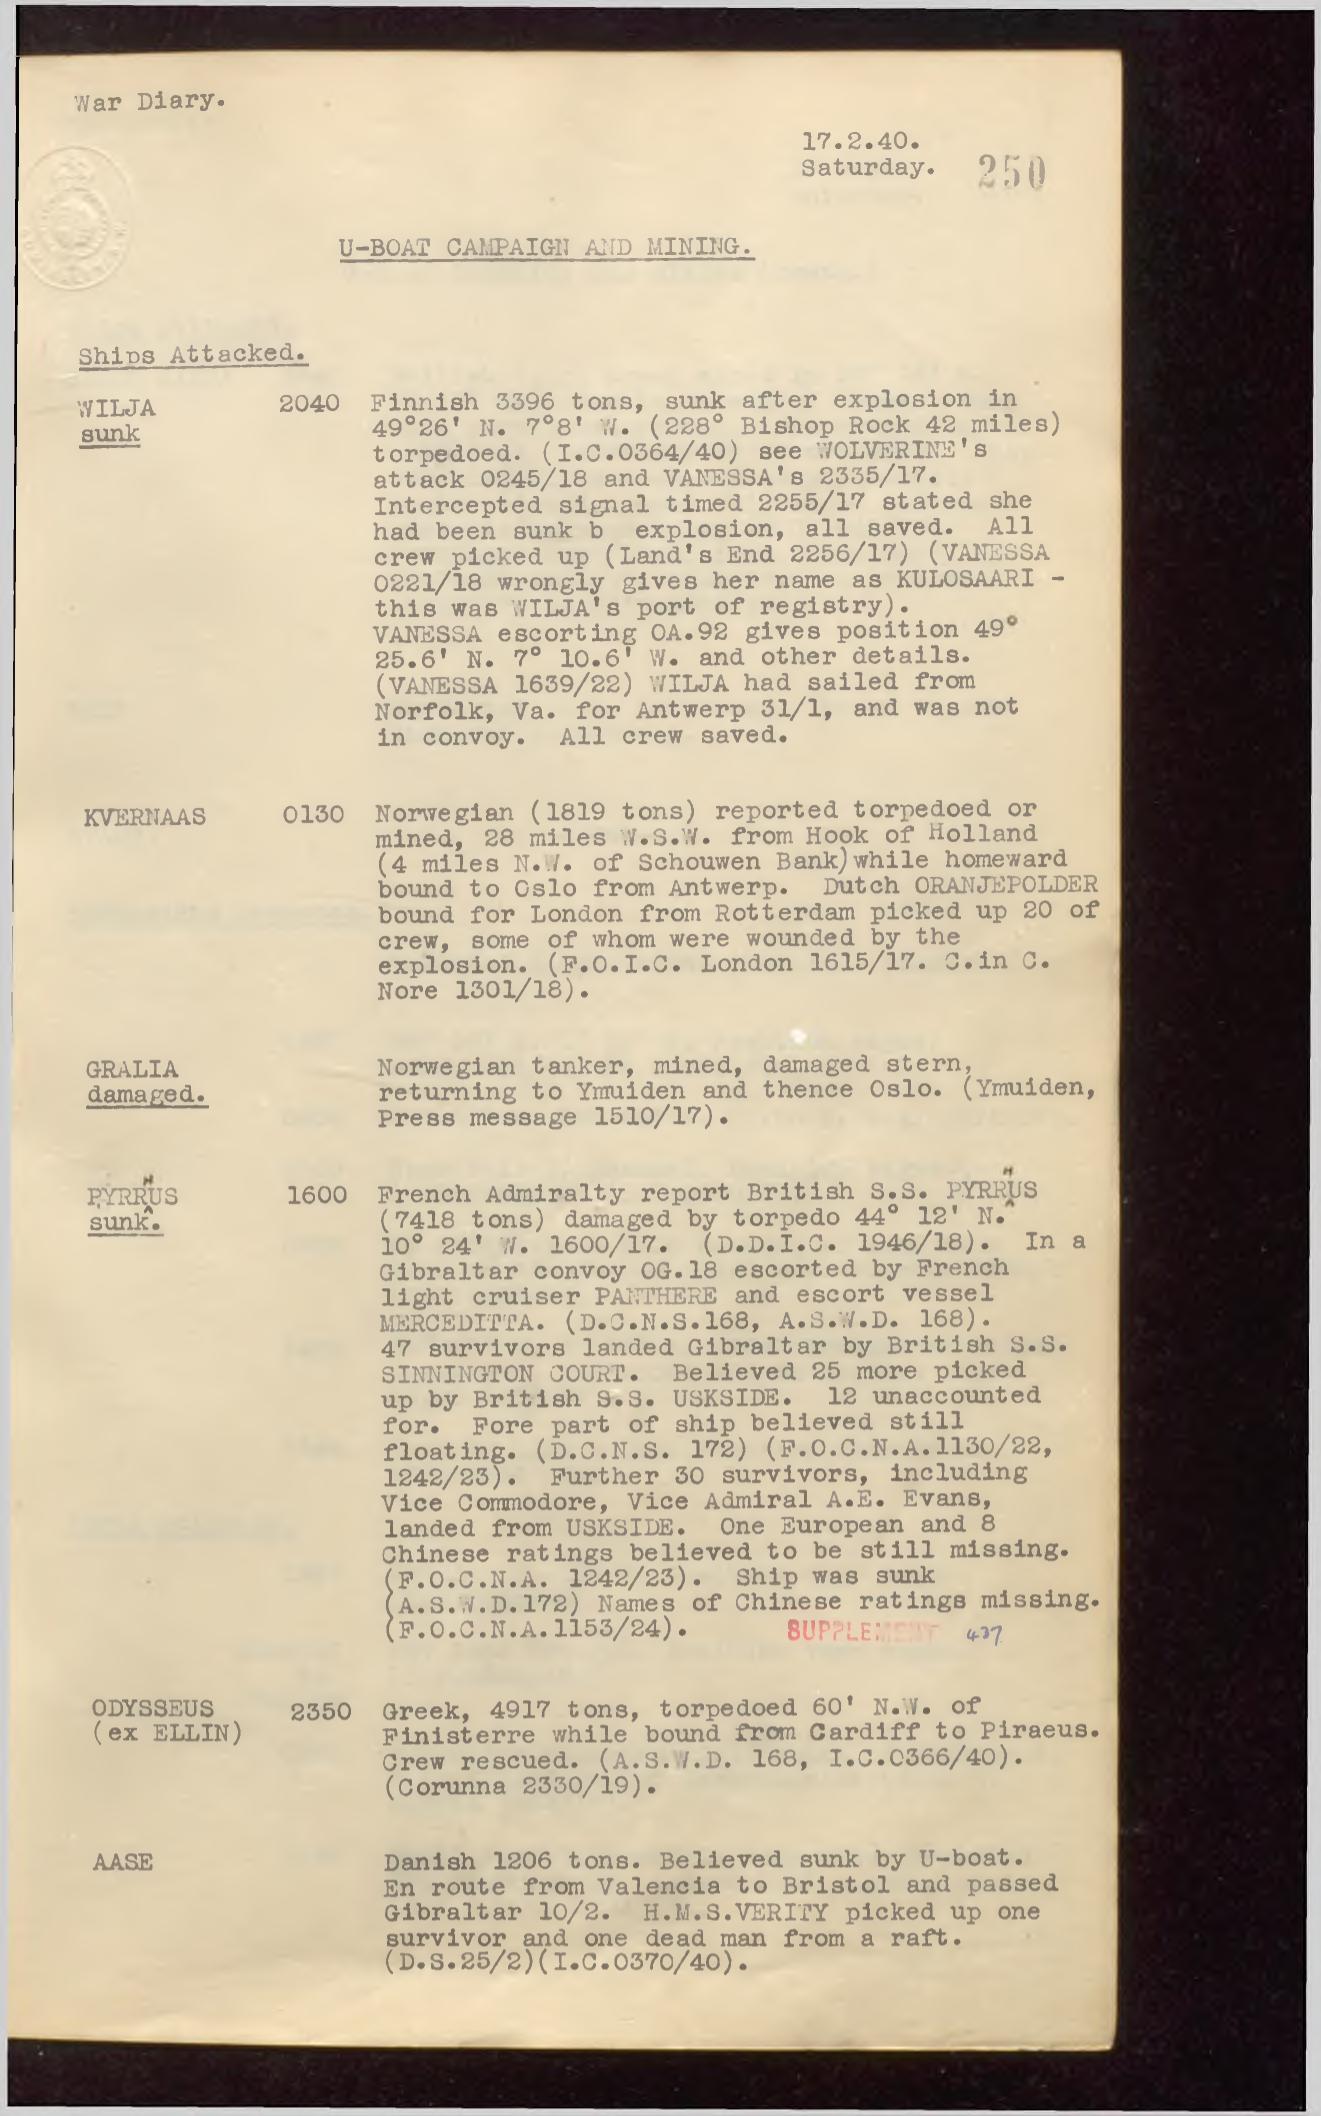 War Diary.
17.2.40.
Saturday. 250
U-BOAT CAMPAIGN AND MINING.
Ships Attacked.
WILJA 2040 Finnish 3396 tons, sunk after explosion in
sunk 49°26' N. 7°8' W. (228° Bishop Rock 42 miles)
torpedoed. (I.C.0364/40) see WOLVERINE's
attack 0245/18 and VANESSA's 2335/17.
Intercepted signal timed 2255/17 stated she
had been sunk b explosion, all saved. All
crew picked up (Land's End 2256/17) (VANESSA
0221/18 wrongly gives her name as KULOSAARI -
this was WILJA's port of registry).
VANESSA escorting OA.92 gives position 49°
25.6' N. 7° 10.6' W. and other details.
(VANESSA 1639/22) WILJA had sailed from
Norfolk, Va. for Antwerp 31/1, and was not
in convoy. All crew saved.
KVERNAAS 0130 Norwegian (1819 tons) reported torpedoed or
mined, 28 miles W.S.W. from Hook of Holland
(4 miles N.W. of Schouwen Bank)while homeward
bound to Oslo from Antwerp. Dutch ORANJEPOLDER
bound for London from Rotterdam picked up 20 of
crew, some of whom were wounded by the
explosion. (F.O.I.C. London 1615/17. C.in C.
Nore 1301/18).
GRALIA Norwegian tanker, mined, damaged stern,
damaged. returning to Ymuiden and thence Oslo. (Ymuiden,
Press message 1510/17).
PYRRHUS 1600 French Admiralty report British S.S. PYRRHUS
sunk. (7418 tons) damaged by torpedo 44° 12' N.
10° 24' W. 1600/17. (D.D.I.C. 1946/18). In a
Gibraltar convoy OG.18 escorted by French
light cruiser PANTHERE and escort vessel
MERCEDITTA. (D.C.N.S.168, A.S.W.D. 168).
47 survivors landed Gibraltar by British S.S.
SINNINGTON COURT. Believed 25 more picked
up by British S.S. USKSIDE. 12 unaccounted
for. Fore part of ship believed still
floating. (D.C.N.S. 172) (F.O.C.N.A.1130/22,
1242/23). Further 30 survivors, including
Vice Commodore, Vice Admiral A.E. Evans,
landed from USKSIDE. One European and 8
Chinese ratings believed to be still missing.
(F.O.C.N.A. 1242/23). Ship was sunk
(A.S.W.D.172) Names of Chinese ratings missing.
(F.O.C.N.A.1153/24). SUPPLEMENT 437
ODYSSEUS 2350 Greek, 4917 tons, torpedoed 60' N.W. of
(ex ELLIN) Finisterre while bound from Cardiff to Piraeus.
Crew rescued. (A.S.W.D. 168, I.C.0366/40).
(Corunna 2330/19).
AASE Danish 1206 tons. Believed sunk by U-boat.
En route from Valencia to Bristol and passed
Gibraltar 10/2. H.M.S.VERITY picked up one
survivor and one dead man from a raft.
(D.S.25/2)(I.C.0370/40).